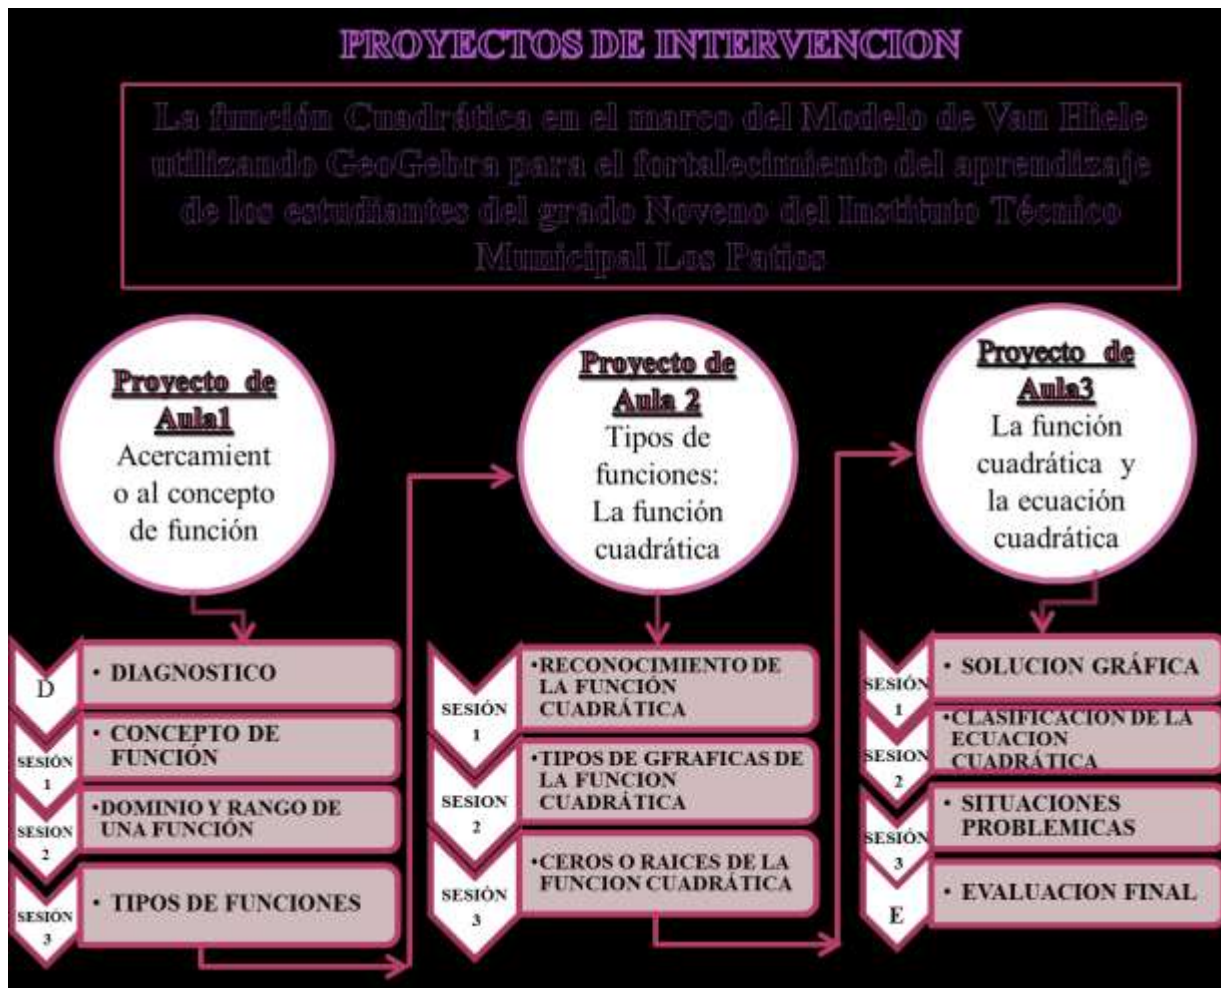 PROYECTOS DE INTERVENCION
La función Cuadrática en el marco del Modelo de Van Hiele
utilizando GeoGebra para el fortalecimiento del aprendizaje
de los estudiantes del grado Noveno del Instituto Técnico
Municipal Los Patios
Proyecto de
Aula1
Acercamient
o al concepto
de función
D
• DIAGNOSTICO
SESIÓN
1
• CONCEPTO DE
FUNCIÓN
SESION
2
•DOMINIO Y RANGO DE
UNA FUNCIÓN
SESIÓN
3
• TIPOS DE FUNCIONES
Proyecto de
Aula 2
Tipos de
funciones:
La función
cuadrática
SESIÓN
1
•RECONOCIMIENTO DE
LA FUNCIÓN
CUADRÁTICA
SESION
2
•TIPOS DE GFRAFICAS DE
LA FUNCION
CUADRÁTICA
SESIÓN
3
•CEROS O RAICES DE LA
FUNCION CUADRÁTICA
Proyecto de
Aula3
La función
cuadrática y
la ecuación
cuadrática
SESIÓN
1
• SOLUCION GRÁFICA
SESIÓN
2
•CLASIFICACION DE LA
ECUACION
CUADRÁTICA
SESIÓN
3
• SITUACIONES
PROBLEMICAS
E
• EVALUACION FINAL